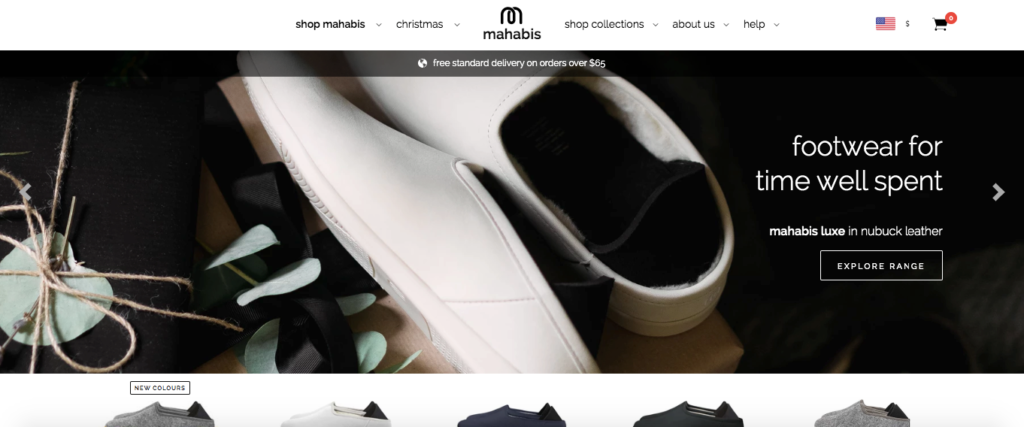 shop mahabis
christmas
mahabis
shop collections
about us
help
$
0
free standard delivery on orders over $65
footwear for
time well spent
mahabis luxe in nubuck leather
EXPLORE RANGE
NEW COLOURS